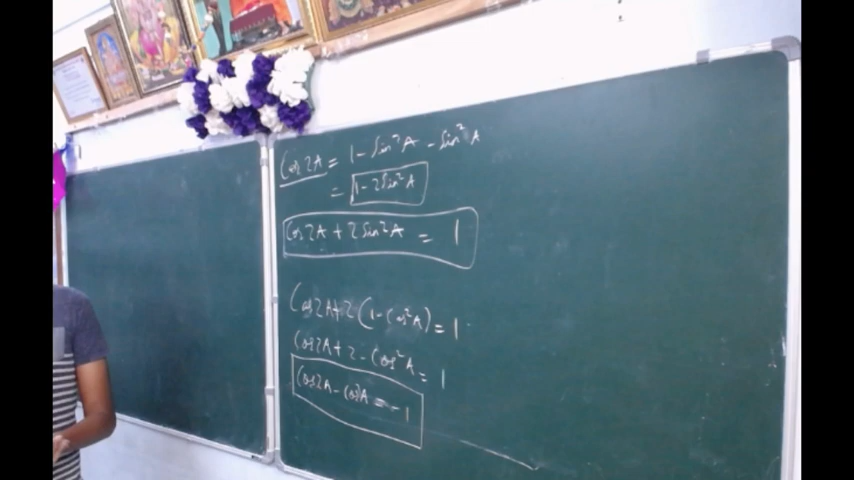 Cos 2A = 1 - Sin²A - Sin²A
= 1 - 2Sin²A
Cos 2A + 2 Sin²A = 1
Cos 2A + 2 (1 - Cos²A) = 1
Cos 2A + 2 - Cos²A = 1
Cos 2A - Cos²A = -1